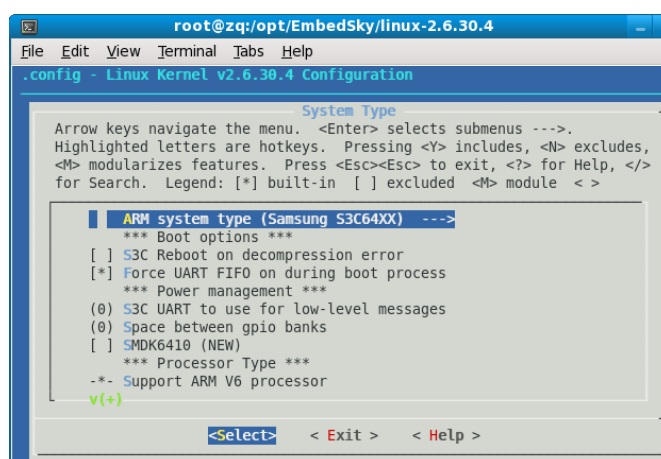 root@zq:/opt/EmbedSky/linux-2.6.30.4
File Edit View Terminal Tabs Help
.config - Linux Kernel v2.6.30.4 Configuration
System Type
Arrow keys navigate the menu. <Enter> selects submenus --->.
Highlighted letters are hotkeys. Pressing <Y> includes, <N> excludes,
<M> modularizes features. Press <Esc><Esc> to exit, <?> for Help, </>
for Search. Legend: [*] built-in [ ] excluded <M> module < >
ARM system type (Samsung S3C64XX) --->
*** Boot options ***
[ ] S3C Reboot on decompression error
[*] Force UART FIFO on during boot process
*** Power management ***
(0) S3C UART to use for low-level messages
(0) Space between gpio banks
[ ] SMDK6410 (NEW)
*** Processor Type ***
-*- Support ARM V6 processor
v(+)
<Select> < Exit > < Help >